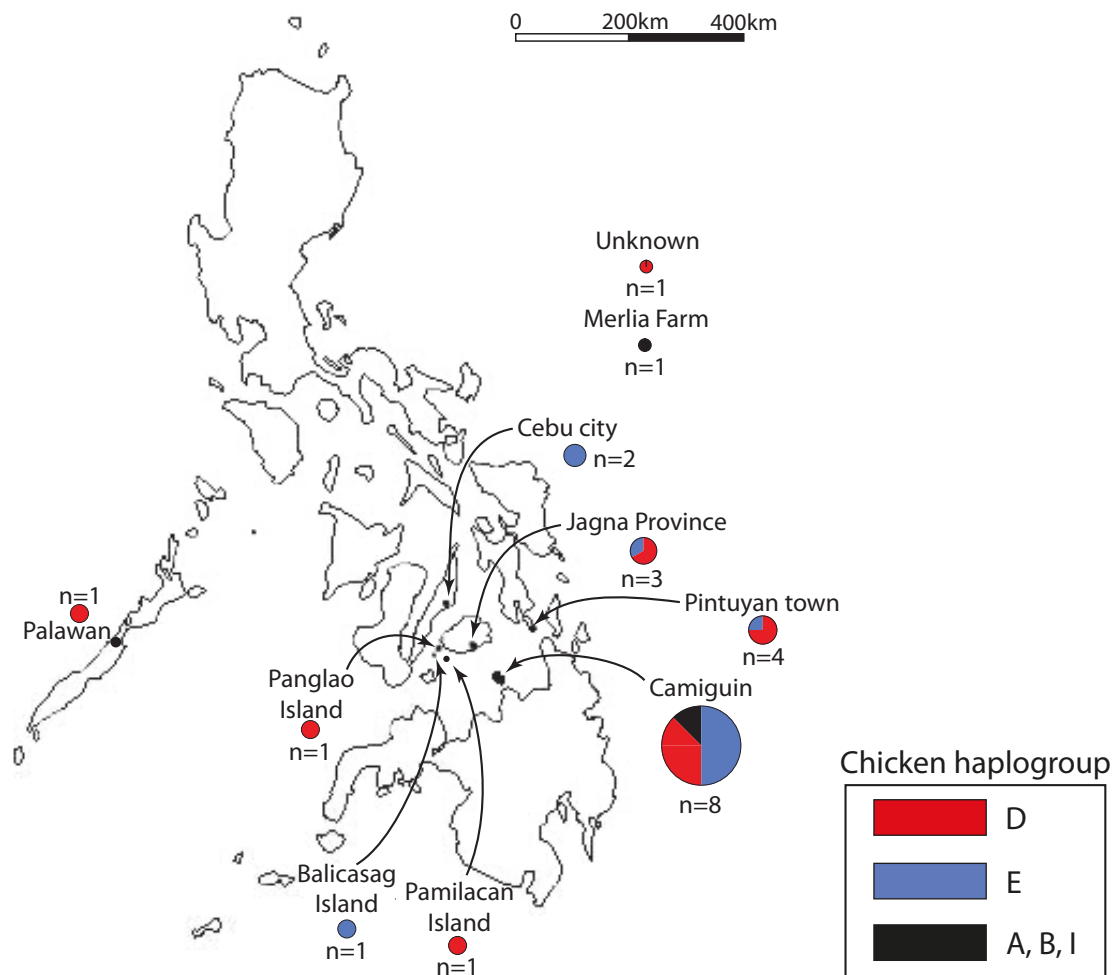 0 200km 400km
Unknown
n=1
Merlia Farm
n=1
Cebu city
n=2
Jagna Province
n=3
n=1
Palawan
Pintuyan town
n=4
Panglao
Island
n=1
Camiguin
n=8
Chicken haplogroup
D
E
A, B, I
Balicasag
Island
n=1
Pamilacan
Island
n=1